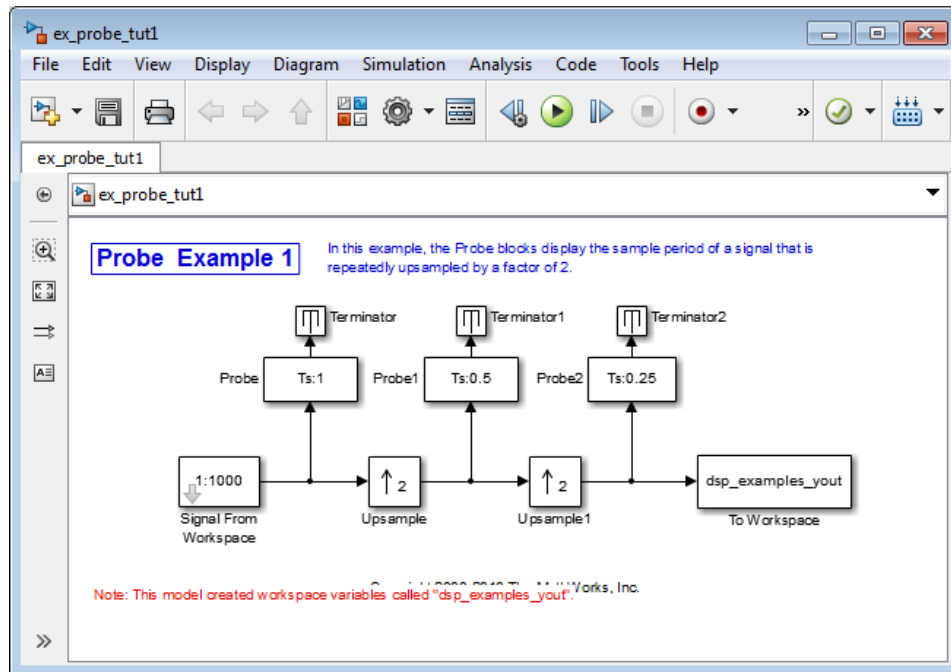 ex_probe_tut1
File Edit View Display Diagram Simulation Analysis Code Tools Help
»
ex_probe_tut1
ex_probe_tut1
Probe Example 1
In this example, the Probe blocks display the sample period of a signal that is
repeatedly upsampled by a factor of 2.
Terminator Terminator1 Terminator2
Probe Ts:1 Probe1 Ts:0.5 Probe2 Ts:0.25
1:1000 2 2 dsp_examples_yout
Signal From
Workspace
Upsample Upsample1 To Workspace
Works, Inc.
Note: This model created workspace variables called "dsp_examples_yout".
»